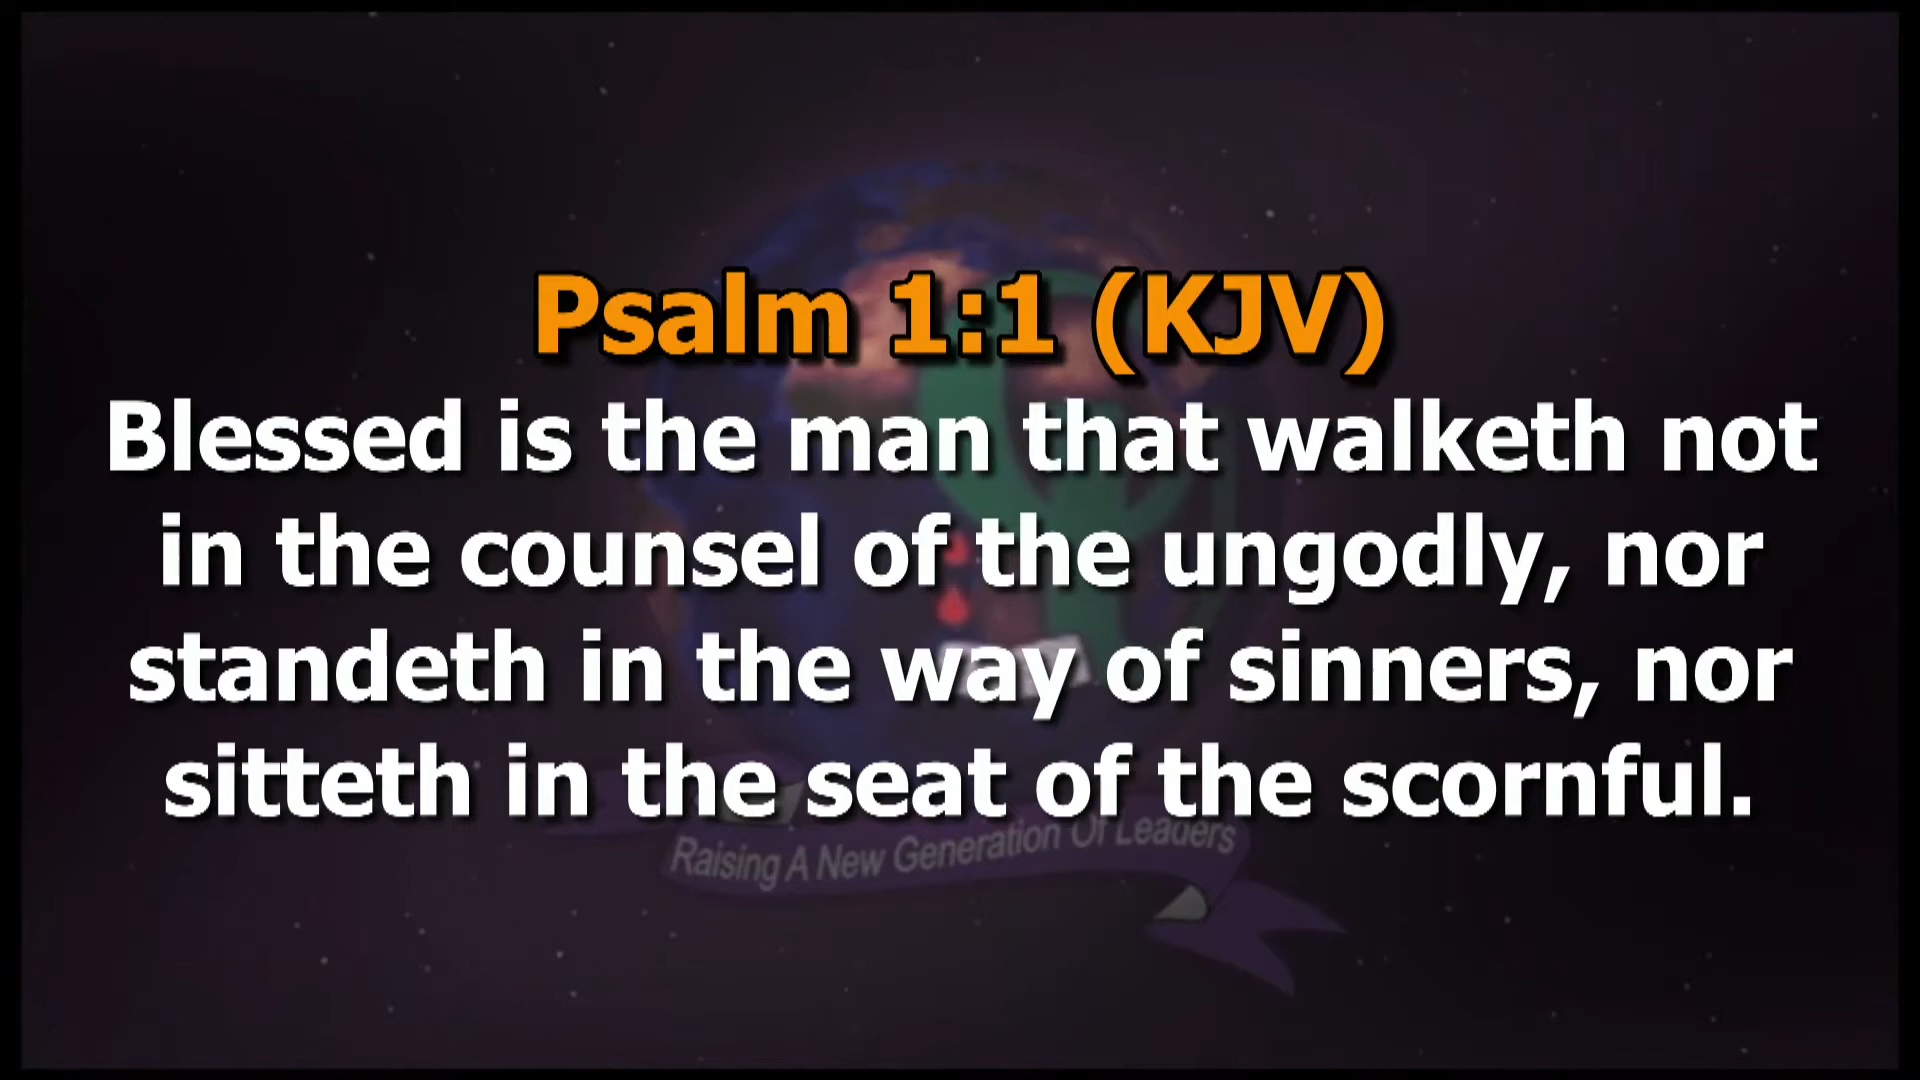 Psalm 1:1 (KJV)
Blessed is the man that walketh not
in the counsel of the ungodly, nor
standeth in the way of sinners, nor
sitteth in the seat of the scornful.
Raising A New Generation Of Leaders